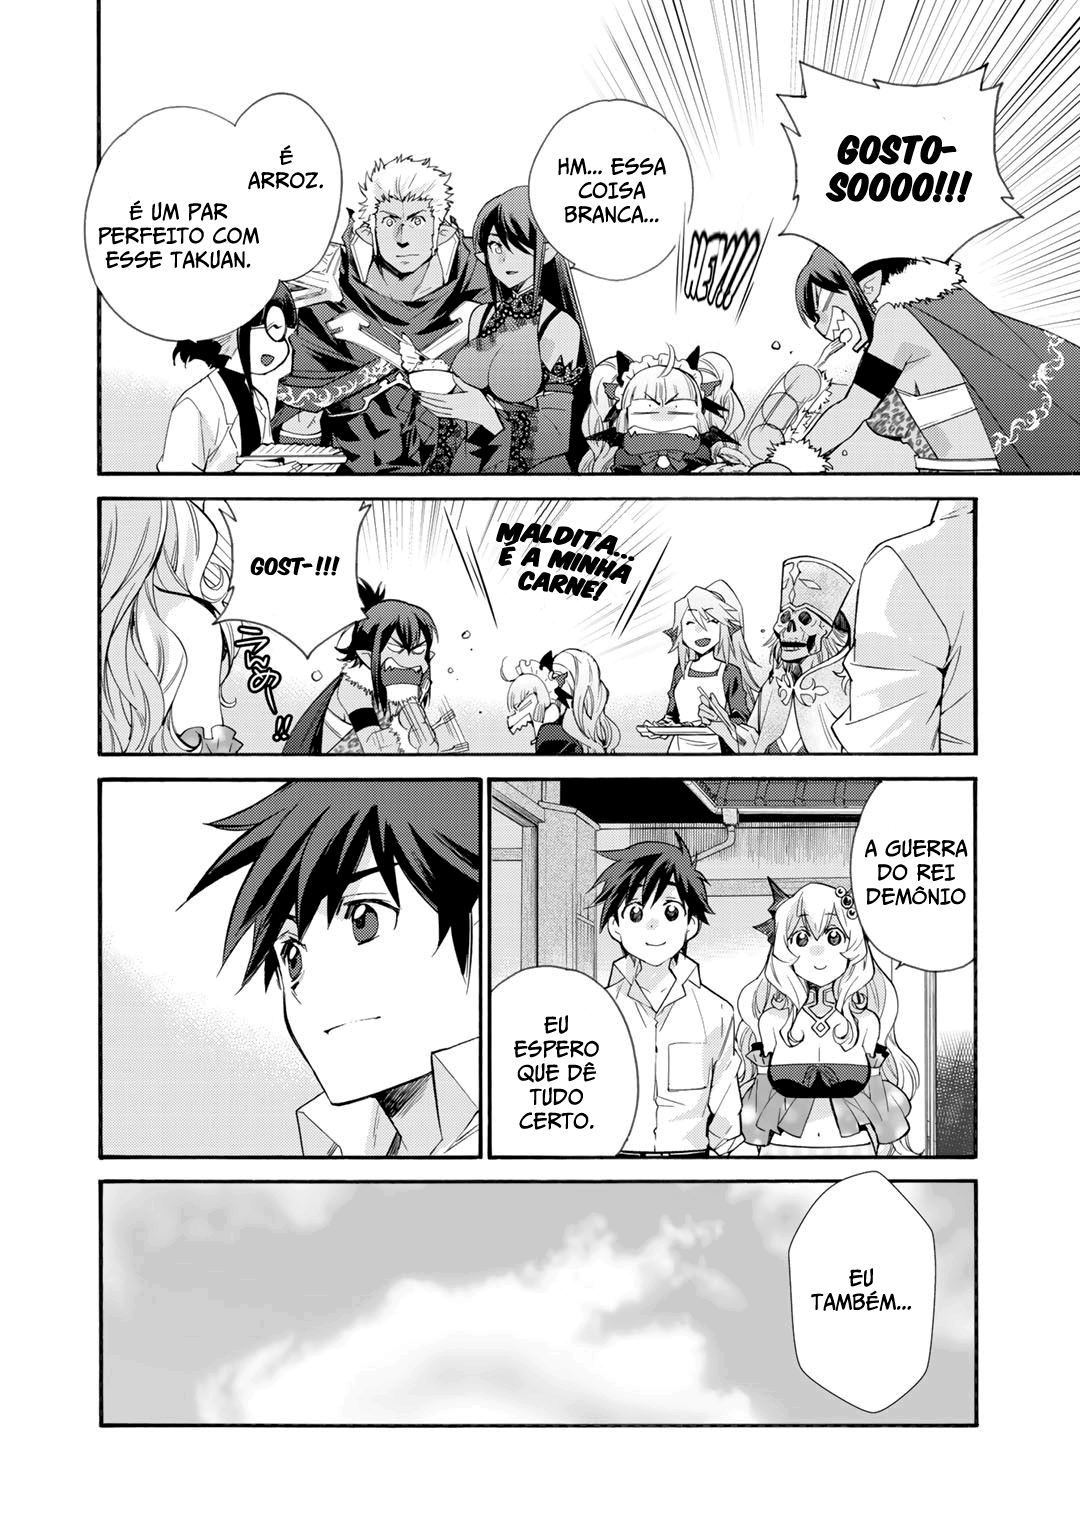 GOSTO-
SOOOO!!!
HEY!!!
HM... ESSA
COISA
BRANCA...
É
ARROZ.
É UM PAR
PERFEITO COM
ESSE TAKUAN.
MALDITA...
É A MINHA
CARNE!
GOST-!!!
A GUERRA
DO REI
DEMÔNIO
EU
ESPERO
QUE DÊ
TUDO
CERTO.
EU
TAMBÉM...